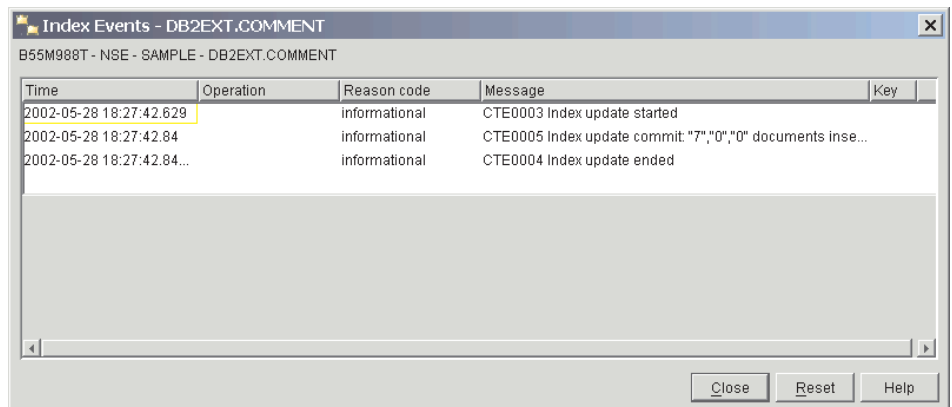 Index Events - DB2EXT.COMMENT
B55M988T - NSE - SAMPLE - DB2EXT.COMMENT
Time Operation Reason code Message Key
2002-05-28 18:27:42.629 informational CTE0003 Index update started
2002-05-28 18:27:42.84 informational CTE0005 Index update commit: "7","0","0" documents inse...
2002-05-28 18:27:42.84... informational CTE0004 Index update ended
Close Reset Help